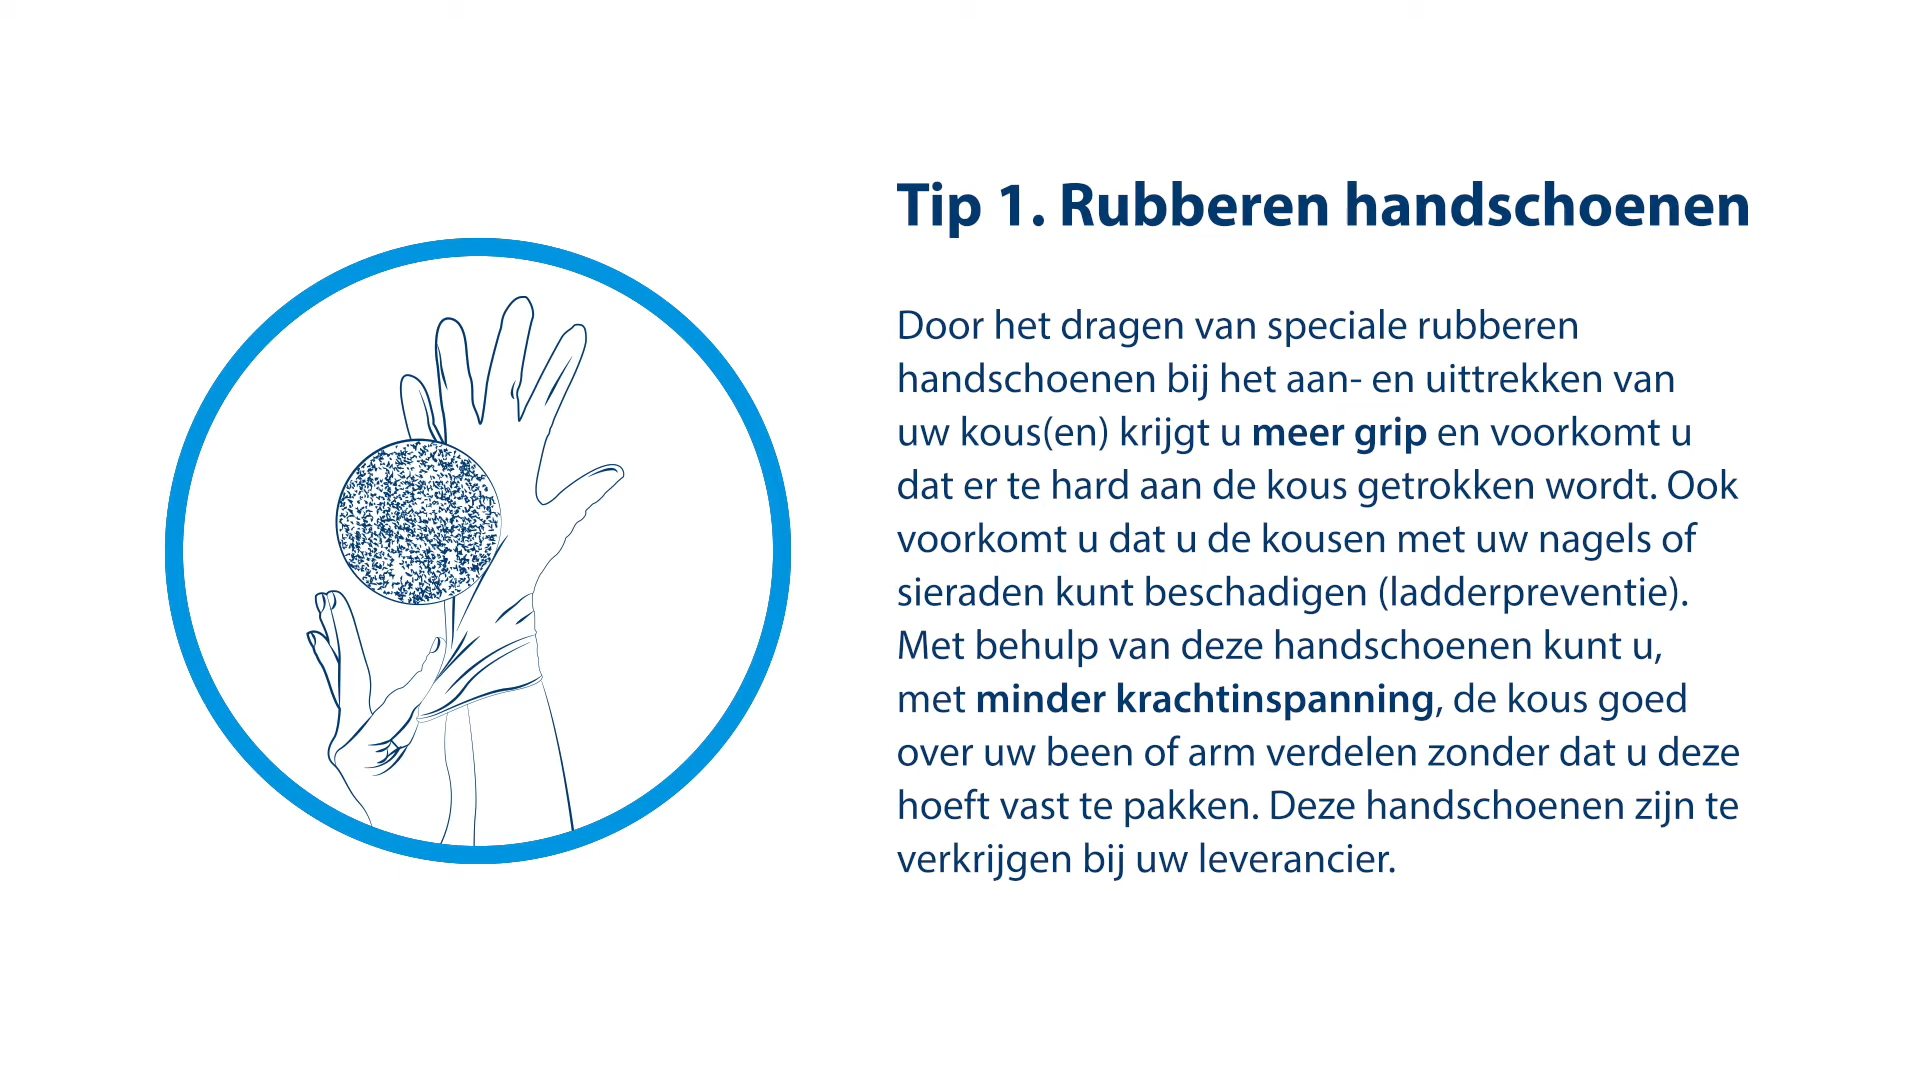 Tip 1. Rubberen handschoenen
Door het dragen van speciale rubberen
handschoenen bij het aan- en uittrekken van
uw kous(en) krijgt u meer grip en voorkomt u
dat er te hard aan de kous getrokken wordt. Ook
voorkomt u dat u de kousen met uw nagels of
sieraden kunt beschadigen (ladderpreventie).
Met behulp van deze handschoenen kunt u,
met minder krachtinspanning, de kous goed
over uw been of arm verdelen zonder dat u deze
hoeft vast te pakken. Deze handschoenen zijn te
verkrijgen bij uw leverancier.